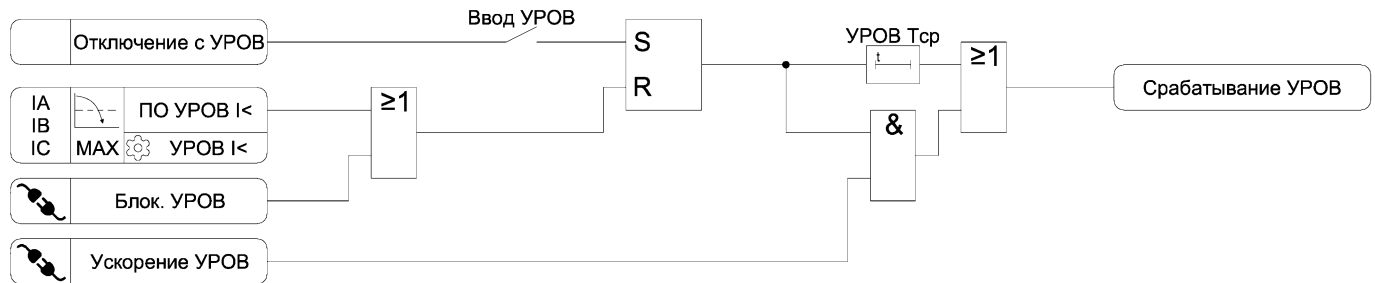 Ввод УРОВ
Отключение с УРОВ
S
УРОВ Тср
≥1
R
Срабатывание УРОВ
IA
IB
IC
MAX
ПО УРОВ I<
УРОВ I<
≥1
t
&
Блок. УРОВ
Ускорение УРОВ